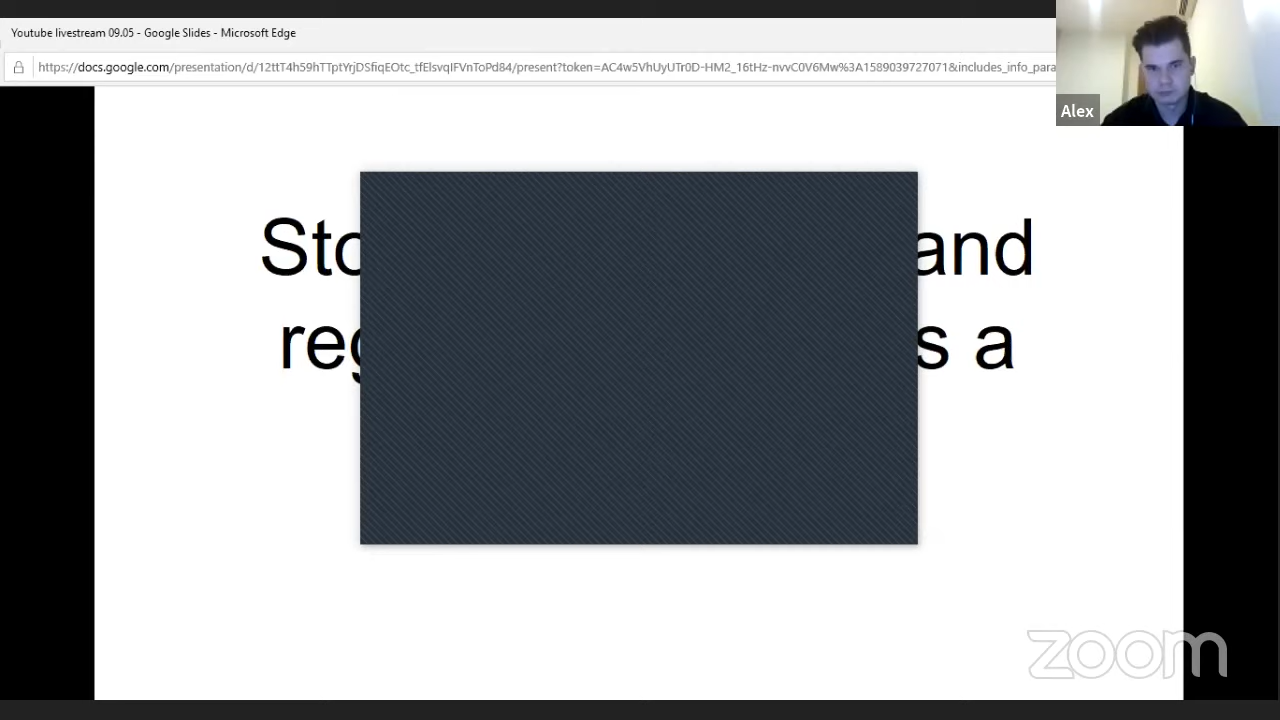 Youtube livestream 09.05 - Google Slides - Microsoft Edge
https://docs.google.com/presentation/d/12ttT4h59hTTptYrjDSfiqEOtc_tfElsvqIFVnToPd84/present?token=AC4w5VhUyUTr0D-HM2_16tHz-nvvC0V6Mw%3A1589039727071&includes_info_para
Alex
and
a
zoom